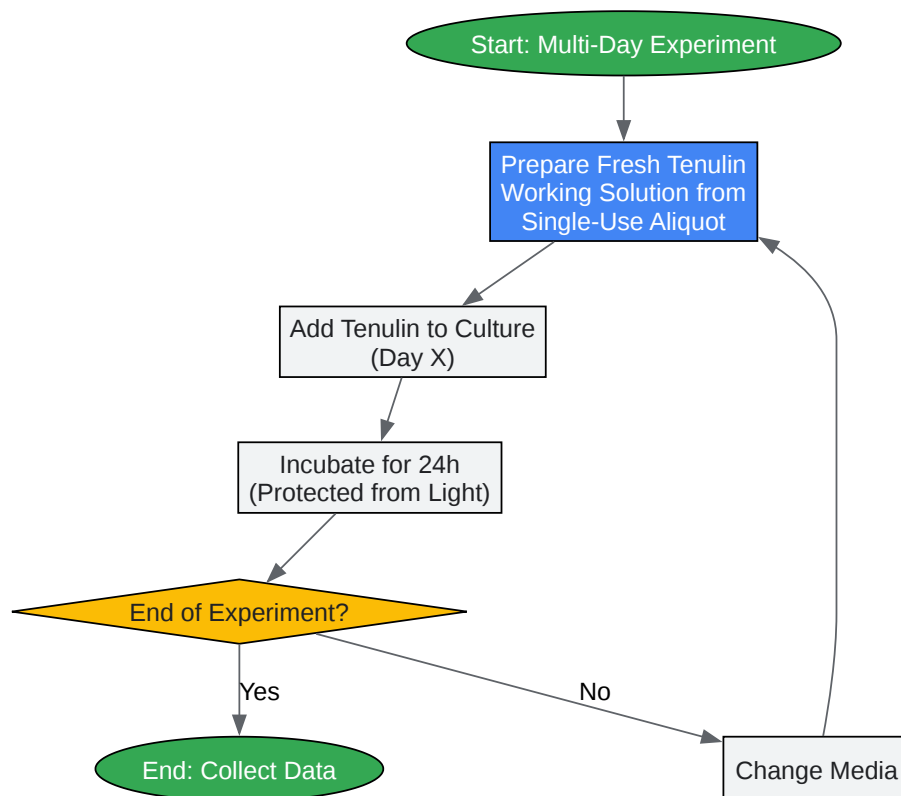 Start: Multi-Day Experiment
Prepare Fresh Tenulin
Working Solution from
Single-Use Aliquot
Add Tenulin to Culture
(Day X)
Incubate for 24h
(Protected from Light)
End of Experiment?
Yes
No
End: Collect Data
Change Media